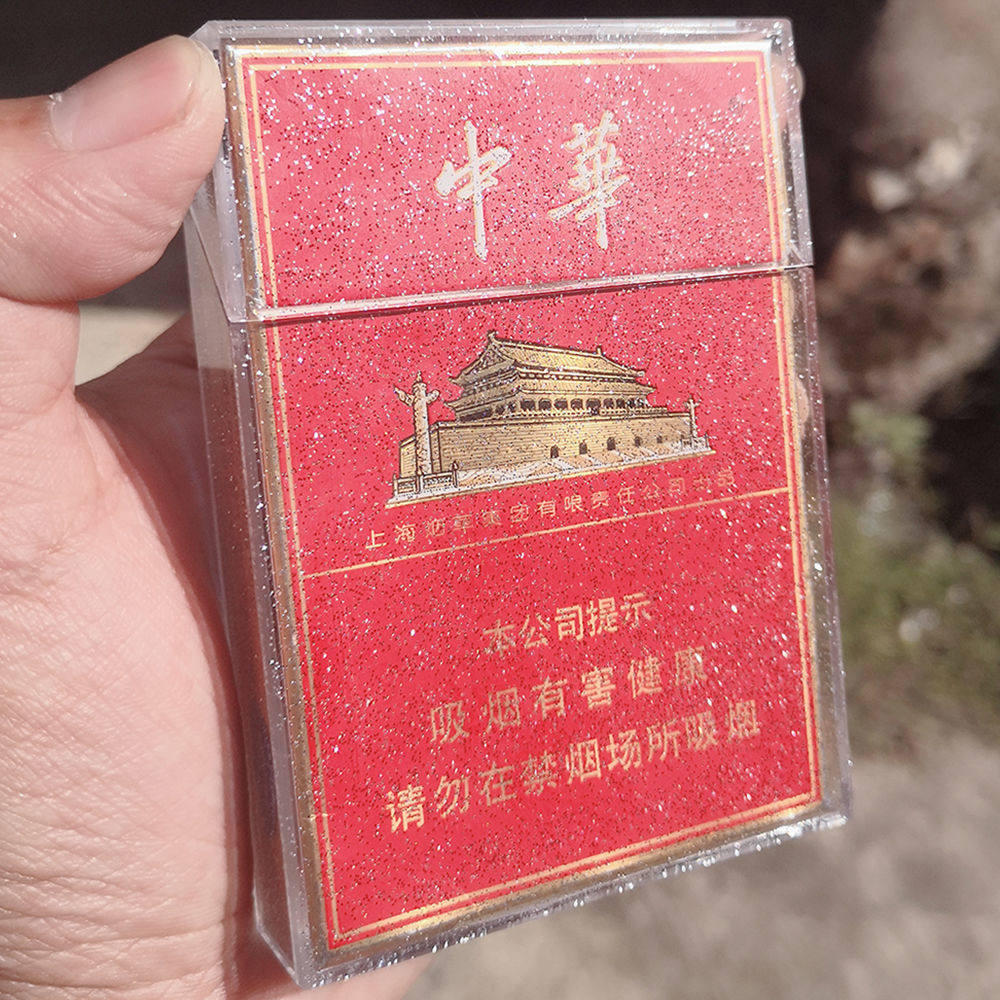 中華
上海烟草集团有限责任公司出品
本公司提示
吸烟有害健康
请勿在禁烟场所吸烟